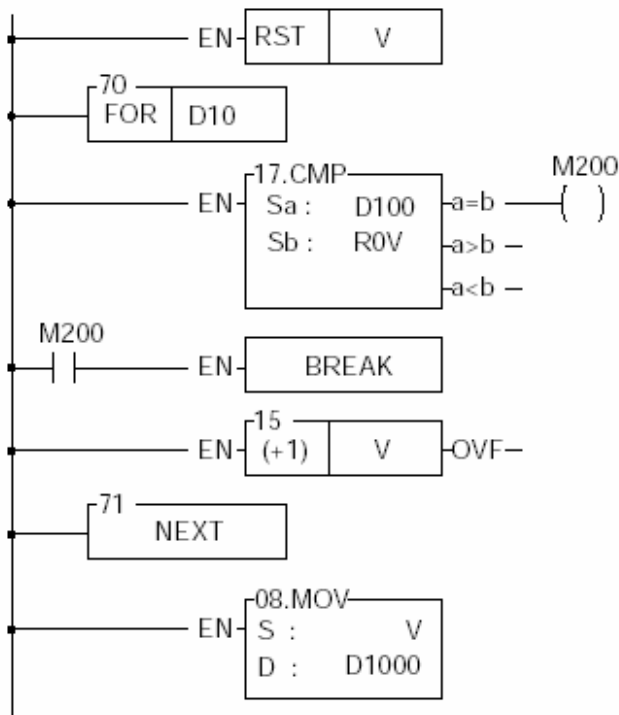 EN RST V
70
FOR D10
17.CMP M200
EN Sa : D100 a=b ( )
Sb : R0V a>b
a<b
M200
EN BREAK
15
EN (+1) V OVF
71
NEXT
08.MOV
EN S : V
D : D1000